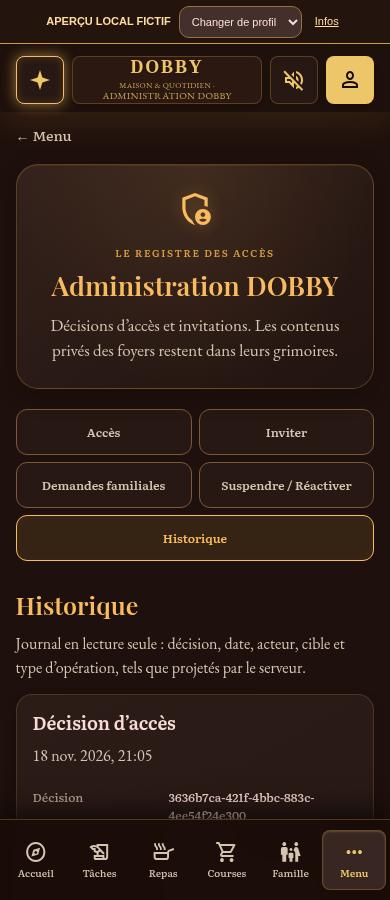 APERÇU LOCAL FICTIF
Changer de profil
Infos
DOBBY
MAISON & QUOTIDIEN ·
ADMINISTRATION DOBBY
← Menu
LE REGISTRE DES ACCÈS
Administration DOBBY
Décisions d’accès et invitations. Les contenus
privés des foyers restent dans leurs grimoires.
Accès
Inviter
Demandes familiales
Suspendre / Réactiver
Historique
Historique
Journal en lecture seule : décision, date, acteur, cible et
type d’opération, tels que projetés par le serveur.
Décision d’accès
18 nov. 2026, 21:05
Décision
3636b7ca-421f-4bbc-883c-
4ee54f24e300
Accueil
Tâches
Repas
Courses
Famille
Menu